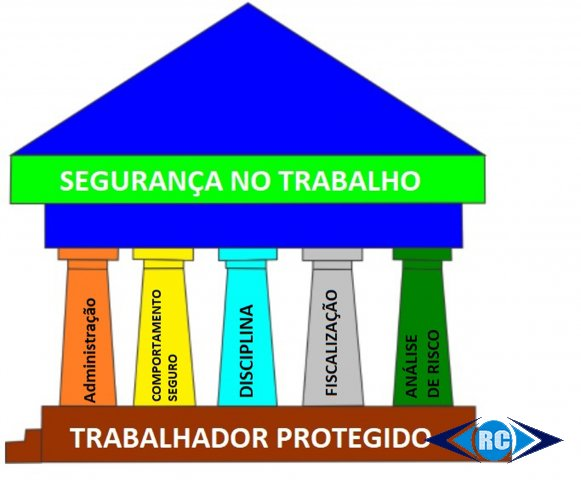 SEGURANÇA NO TRABALHO
Administração
COMPORTAMENTO
SEGURO
DISCIPLINA
FISCALIZAÇÃO
ANÁLISE
DE RISCO
TRABALHADOR PROTEGIDO
RC